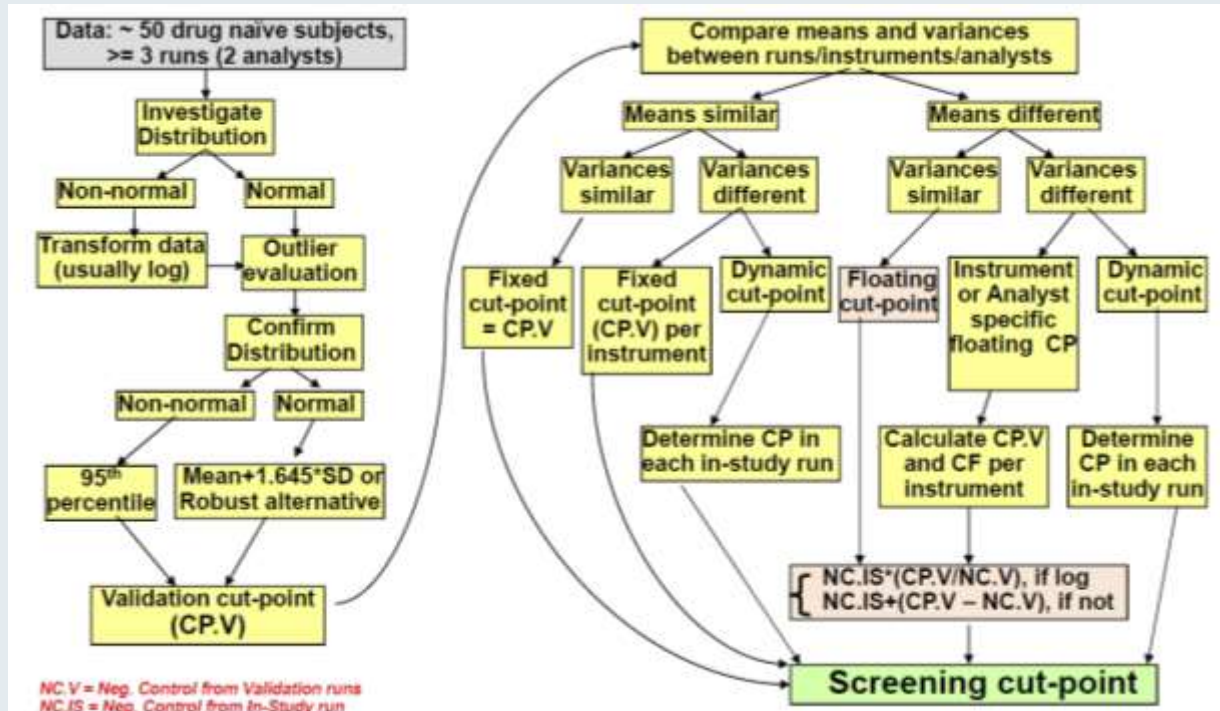 Data: ~ 50 drug naïve subjects,
>= 3 runs (2 analysts)
Investigate
Distribution
Non-normal
Normal
Transform data
(usually log)
Outlier
evaluation
Confirm
Distribution
Non-normal
Normal
95th
percentile
Mean+1.645*SD or
Robust alternative
Validation cut-point
(CP.V)
NC.V = Neg. Control from Validation runs
NC.IS = Neg. Control from In-Study run
Compare means and variances
between runs/instruments/analysts
Means similar
Means different
Variances
similar
Variances
different
Variances
similar
Variances
different
Fixed
cut-point
= CP.V
Fixed
cut-point
(CP.V) per
instrument
Dynamic
cut-point
Floating
cut-point
Instrument
or Analyst
specific
floating CP
Dynamic
cut-point
Determine CP in
each in-study run
Calculate CP.V
and CF per
instrument
Determine
CP in each
in-study run
NC.IS*(CP.V/NC.V), if log
NC.IS+(CP.V – NC.V), if not
Screening cut-point